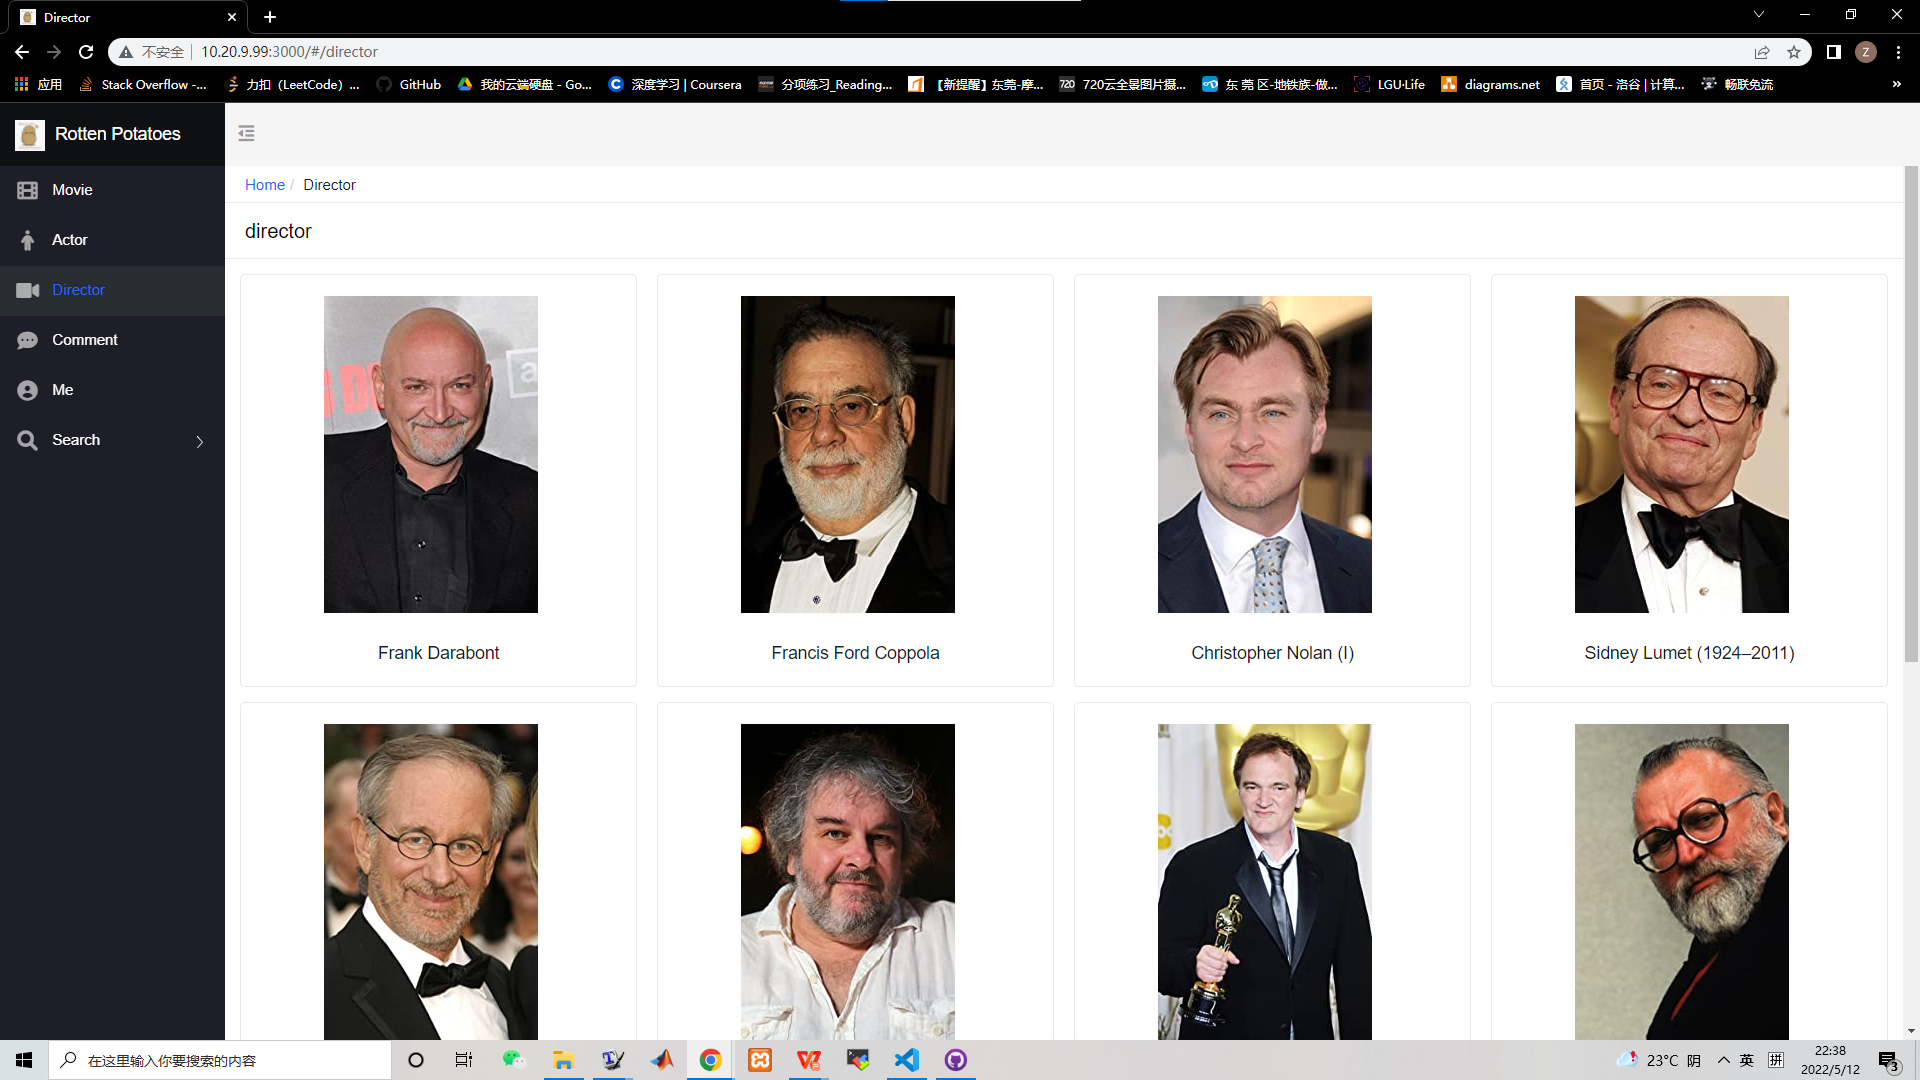 Director
不安全 10.20.9.99:3000/#/director
应用 Stack Overflow -... 力扣（LeetCode）... GitHub 我的云端硬盘 - Go... 深度学习 | Coursera 分项练习_Reading... 【新提醒】东莞-摩... 720云全景图片摄... 东 莞 区-地铁族-做... LGU·Life diagrams.net 首页 - 洛谷 | 计算... 畅联免流 »
Rotten Potatoes
Movie
Actor
Director
Comment
Me
Search
Home / Director
director
Frank Darabont
Francis Ford Coppola
Christopher Nolan (I)
Sidney Lumet (1924–2011)
在这里输入你要搜索的内容
23°C 阴
英
拼
22:38
2022/5/12
3